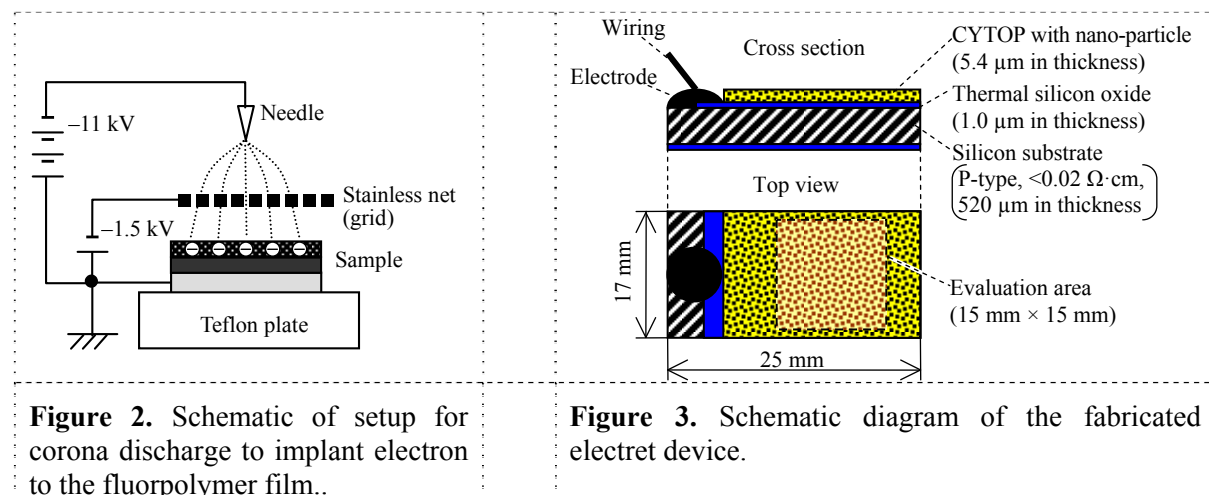 −11 kV
Needle
Stainless net
(grid)
−1.5 kV
Sample
Teflon plate
Figure 2. Schematic of setup for
corona discharge to implant electron
to the fluorpolymer film..
Wiring
Electrode
Cross section
CYTOP with nano-particle
(5.4 µm in thickness)
Thermal silicon oxide
(1.0 µm in thickness)
Silicon substrate
(P-type, <0.02 Ω·cm,
520 µm in thickness)
Top view
17 mm
Evaluation area
(15 mm × 15 mm)
25 mm
Figure 3. Schematic diagram of the fabricated
electret device.